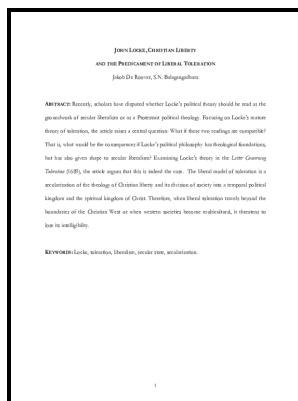 JOHN LOCKE, CHRISTIAN LIBERTY
AND THE PREDICAMENT OF LIBERAL TOLERATION
Jakob De Roover, S.N. Balagangadhara
ABSTRACT: Recently, scholars have disputed whether Locke's political theory should be read as the
groundwork of secular liberalism or as a Protestant political theology. Focusing on Locke's mature
theory of toleration, the article raises a central question: What if these two readings are compatible?
That is, what would be the consequences if Locke's political philosophy has theological foundations,
but has also given shape to secular liberalism? Examining Locke's theory in the Letter Concerning
Toleration (1689), the article argues that this is indeed the case. The liberal model of toleration is a
secularization of the theology of Christian liberty and its division of society into a temporal political
kingdom and the spiritual kingdom of Christ. Therefore, when liberal toleration travels beyond the
boundaries of the Christian West or when western societies become multicultural, it threatens to
lose its intelligibility.
KEYWORDS: Locke, toleration, liberalism, secular state, secularization.
1